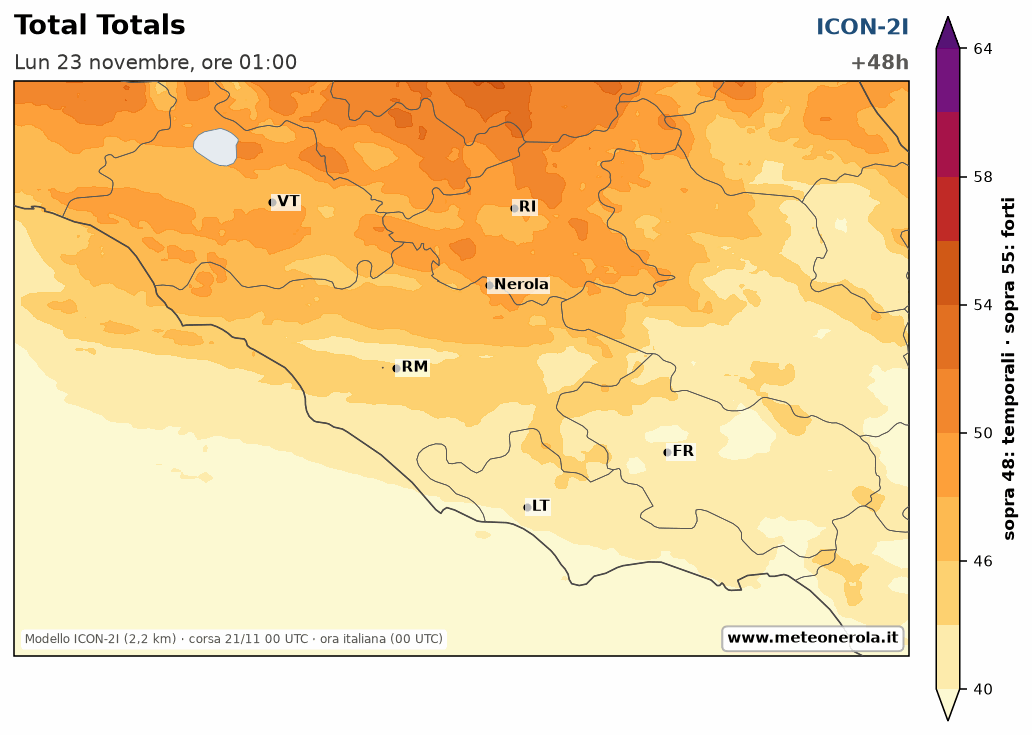 Total Totals
ICON-2I
Lun 23 novembre, ore 01:00
+48h
VT
RI
Nerola
RM
FR
LT
Modello ICON-2I (2,2 km) · corsa 21/11 00 UTC · ora italiana (00 UTC)
www.meteonerola.it
64
58
54
50
46
40
sopra 48: temporali · sopra 55: forti